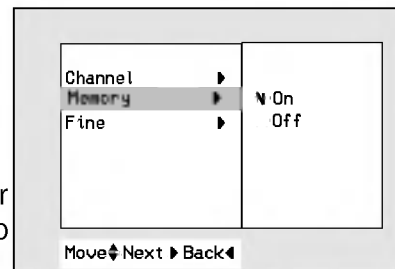 Channel ▶
Memory ▶
On
Fine ▶
Off
r
o
Move ♦ Next ▶ Back ◀